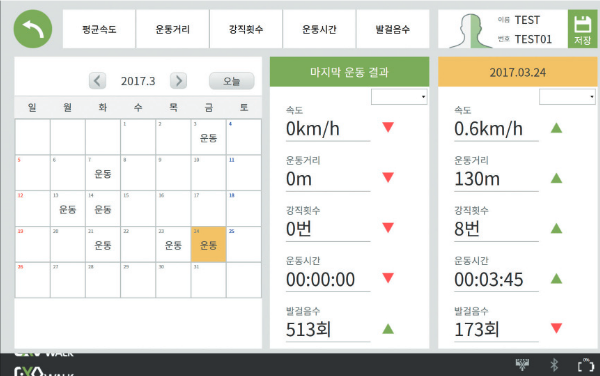 평균속도 운동거리 강직횟수 운동시간 발걸음수
이름 TEST
번호 TEST01
저장
2017.3 오늘
일 월 화 수 목 금 토
1 2 3 4
운동
5 6 7 8 9 10 11
운동
12 13 14 15 16 17 18
운동 운동
23 20 21 22 23 24 25
운동 운동 운동
26 27 28 29 30 31
마지막 운동 결과
속도
0km/h
운동거리
0m
강직횟수
0번
운동시간
00:00:00
발걸음수
513회
2017.03.24
속도
0.6km/h
운동거리
130m
강직횟수
8번
운동시간
00:03:45
발걸음수
173회
WALK
WALK